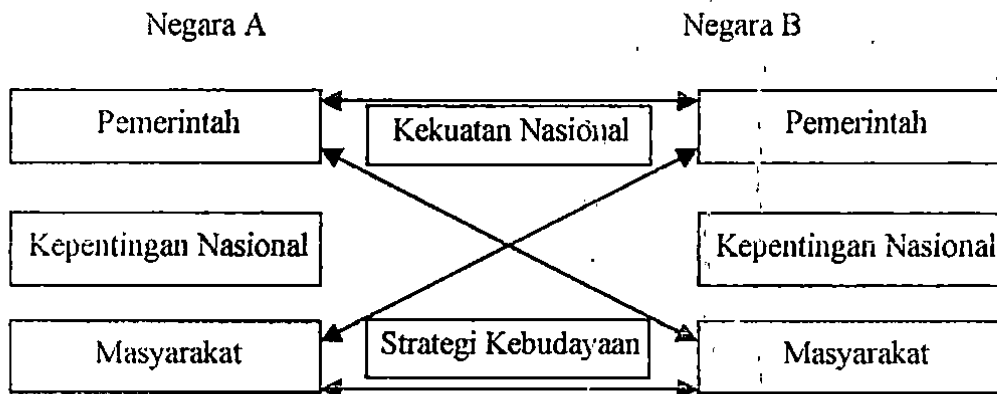 Negara A Negara B
Pemerintah Kekuatan Nasional Pemerintah
Kepentingan Nasional Kepentingan Nasional
Masyarakat Strategi Kebudayaan Masyarakat